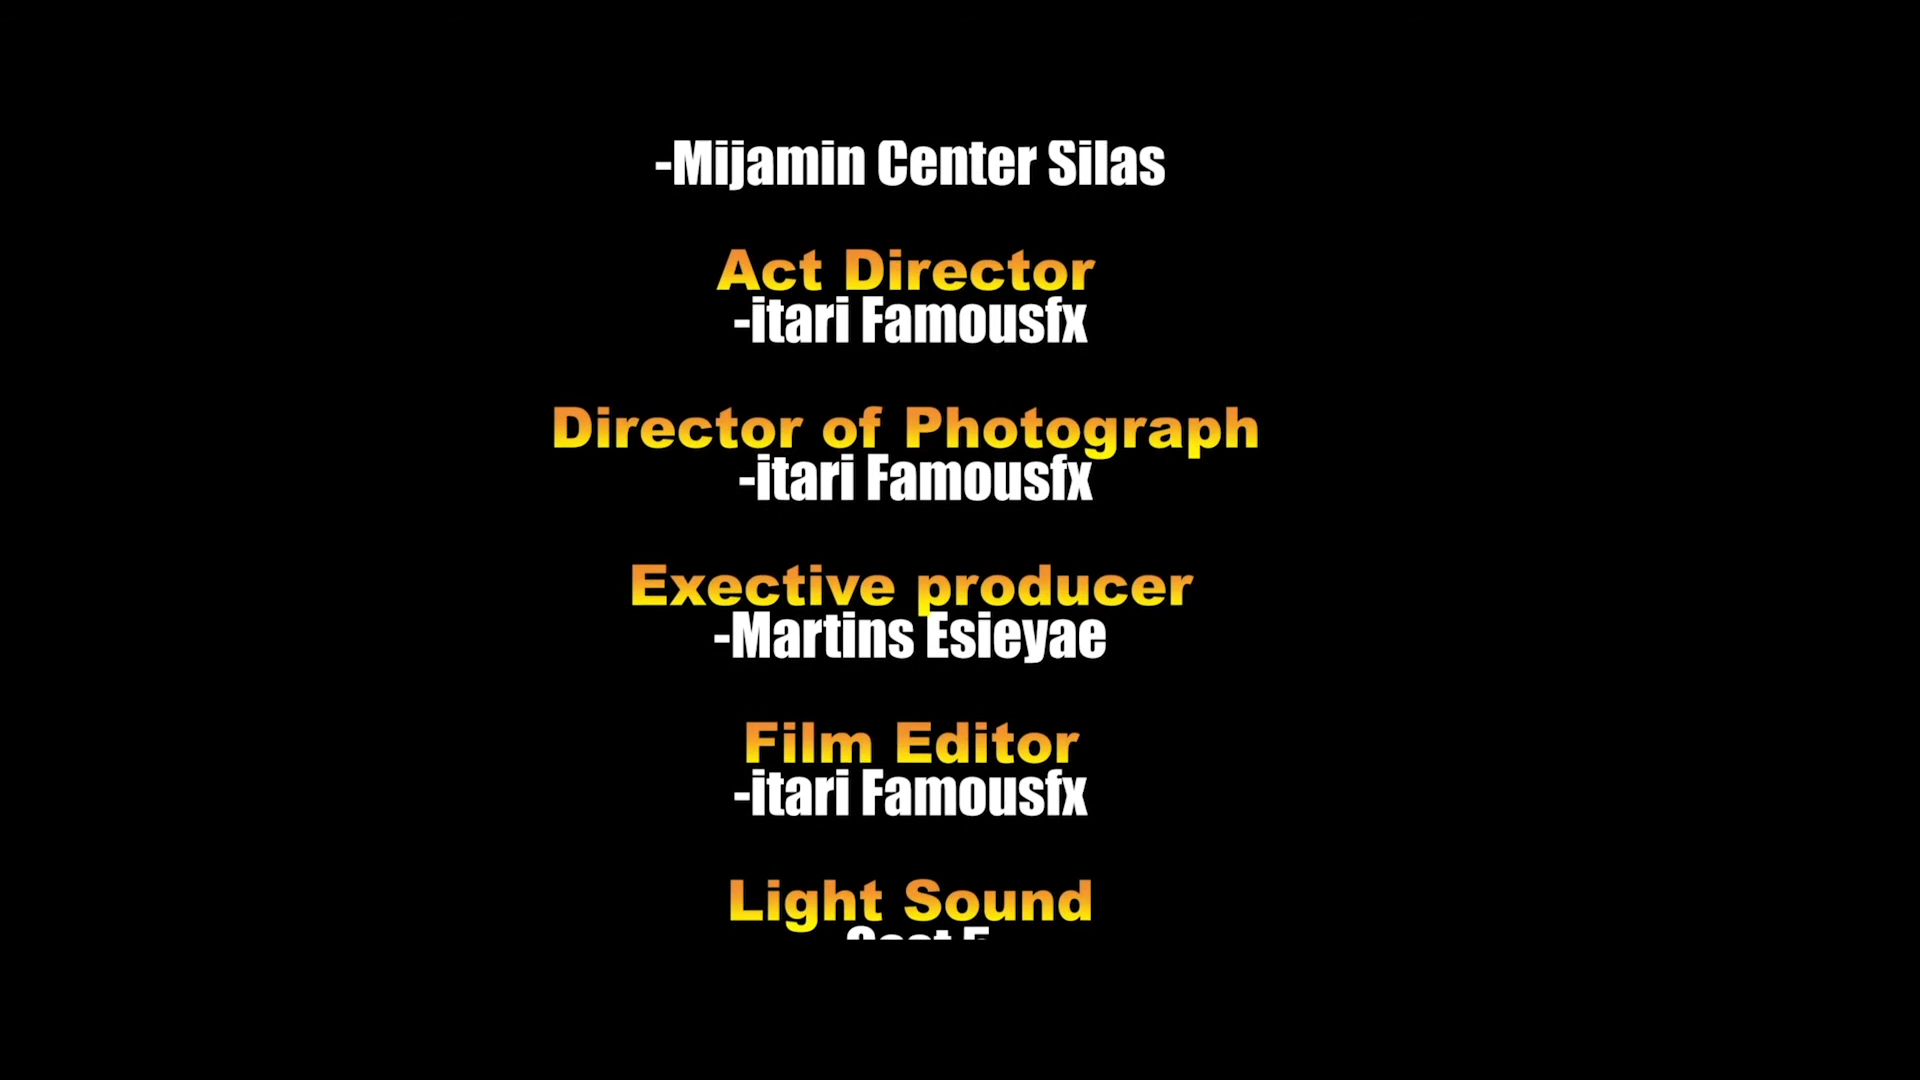 -Mijamin Center Silas
Act Director
-itari Famousfx
Director of Photograph
-itari Famousfx
Exective producer
-Martins Esieyae
Film Editor
-itari Famousfx
Light Sound